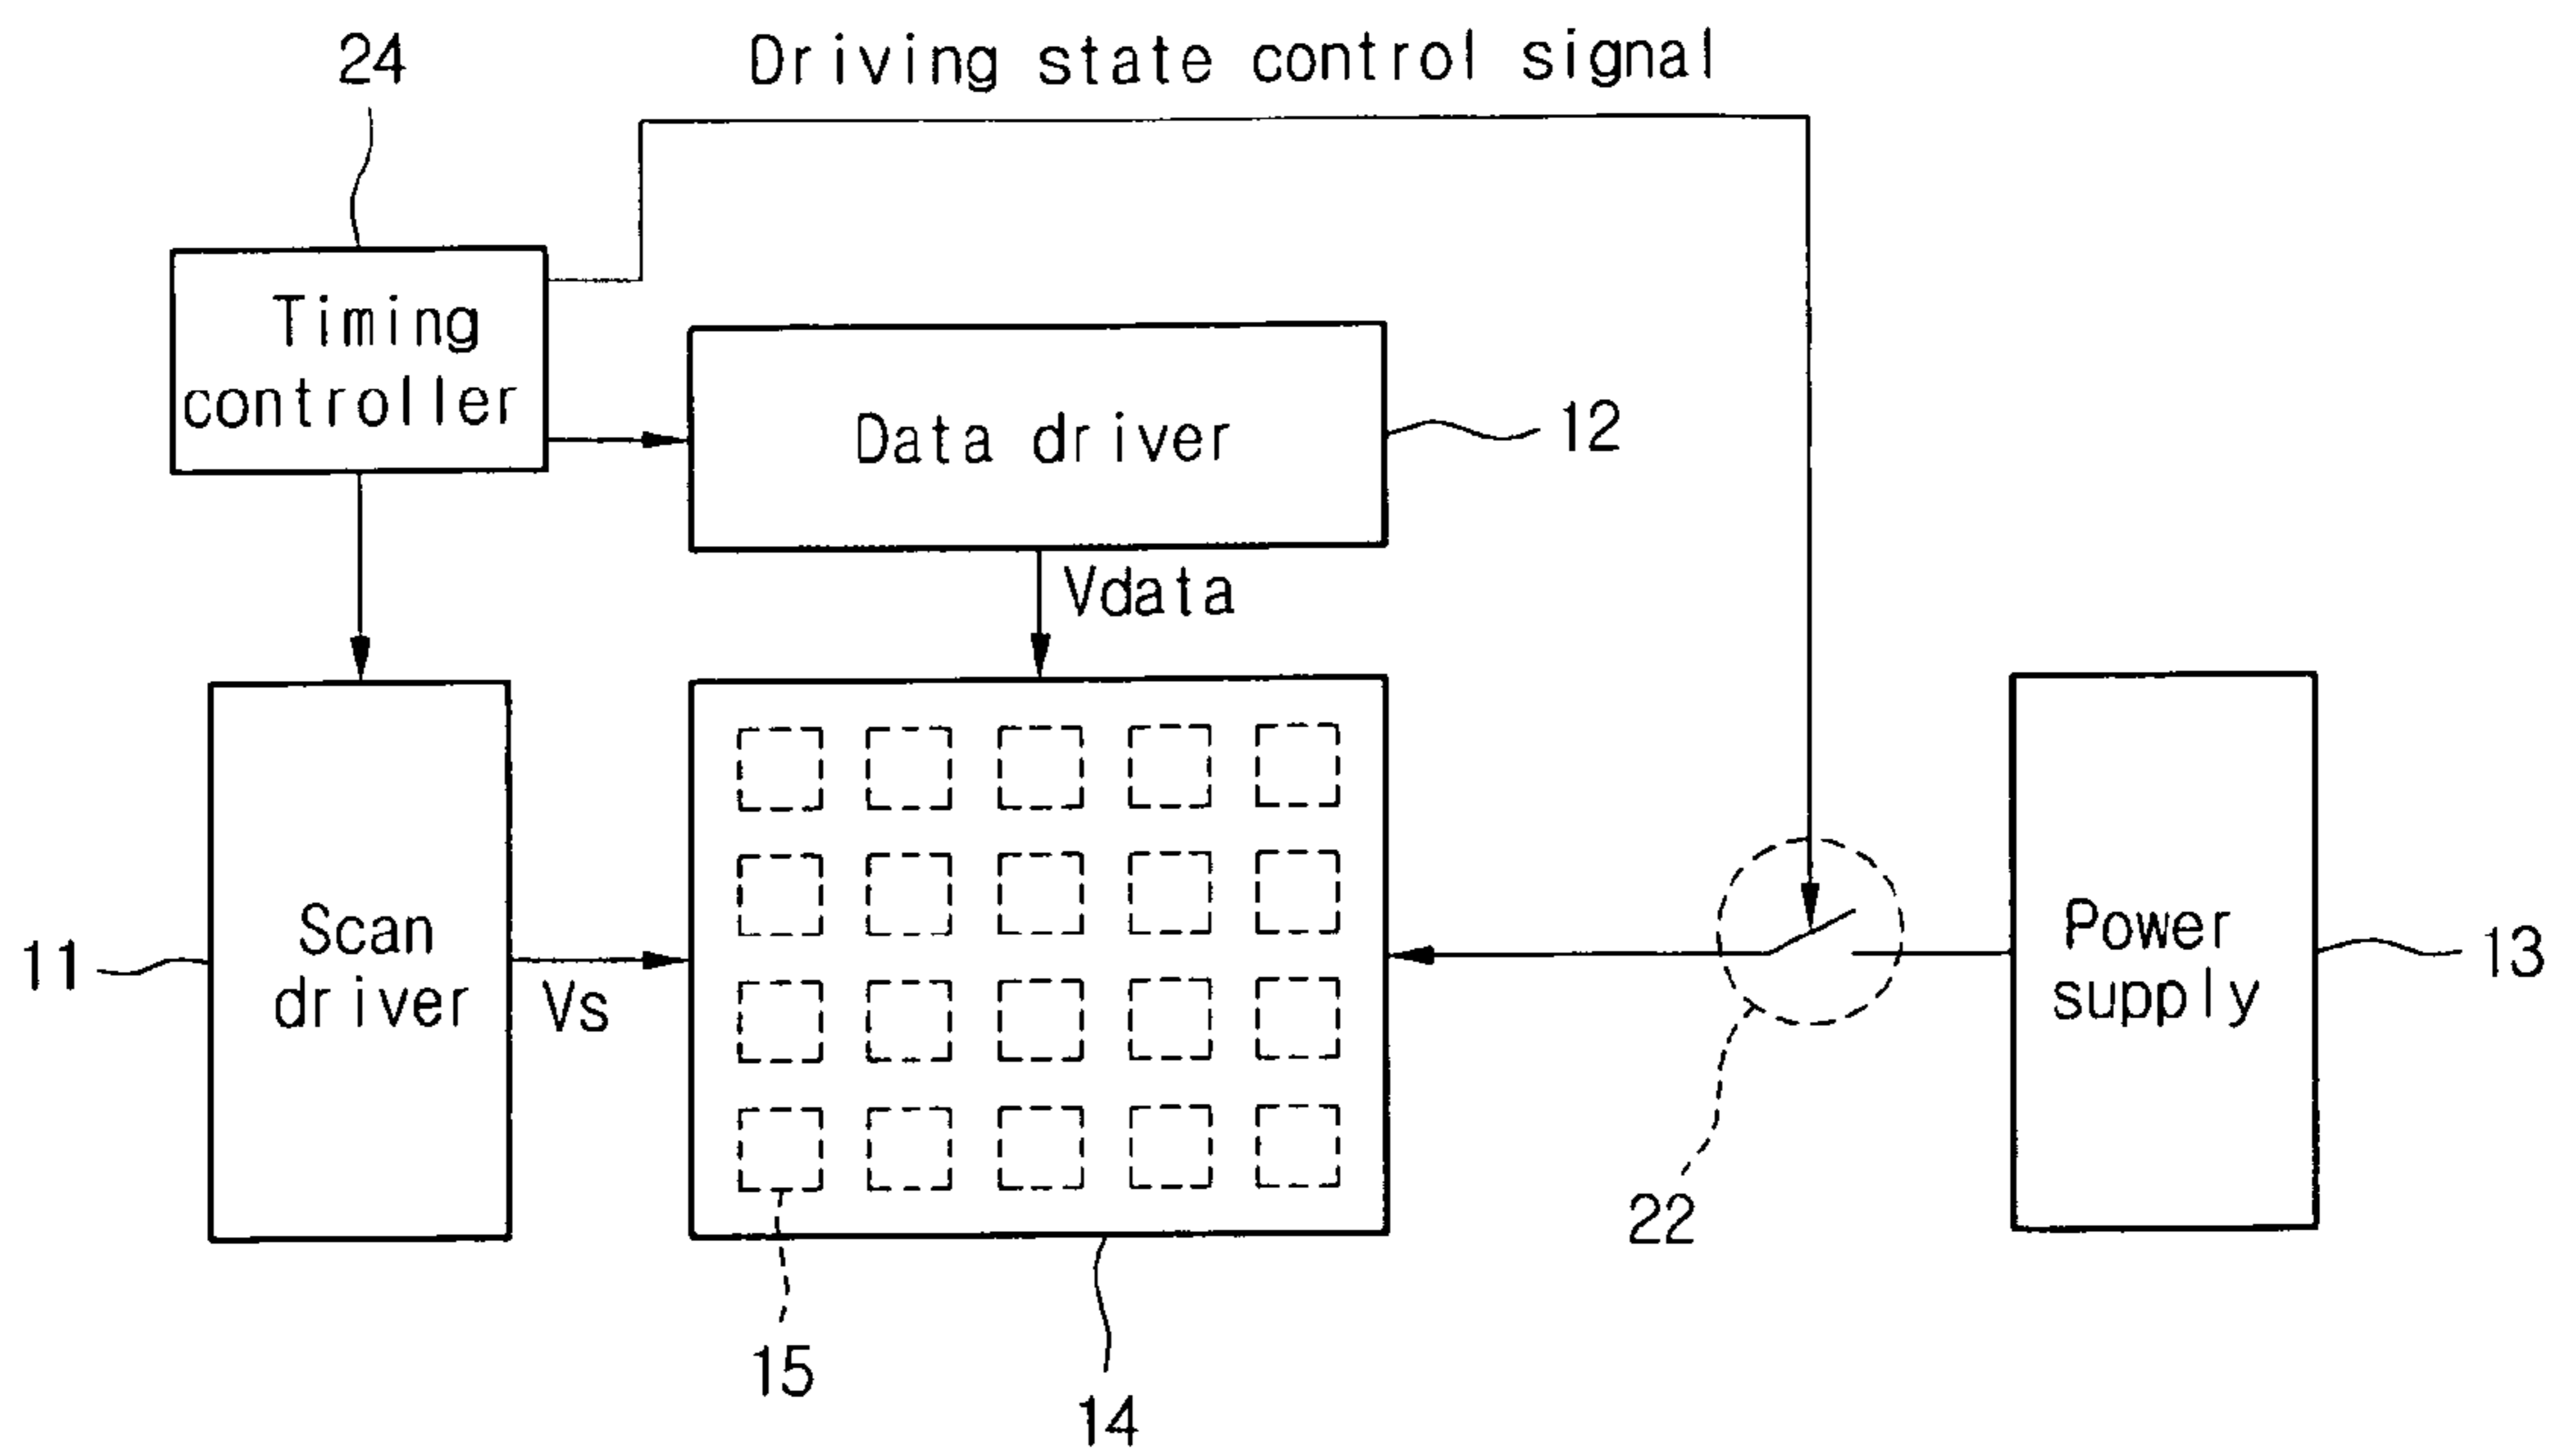 24
Driving state control signal
Timing
controller
Data driver
12
Vdata
Scan
driver
11
Vs
Power
supply
13
22
15
14